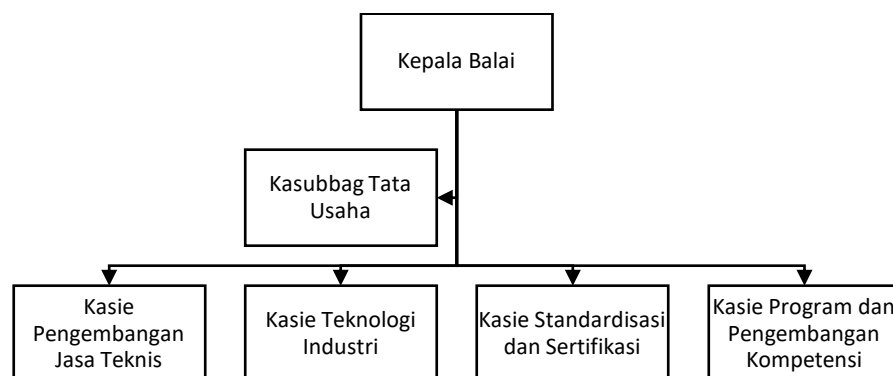 Kepala Balai
Kasubbag Tata
Usaha
Kasie
Pengembangan
Jasa Teknis
Kasie Teknologi
Industri
Kasie Standardisasi
dan Sertifikasi
Kasie Program dan
Pengembangan
Kompetensi